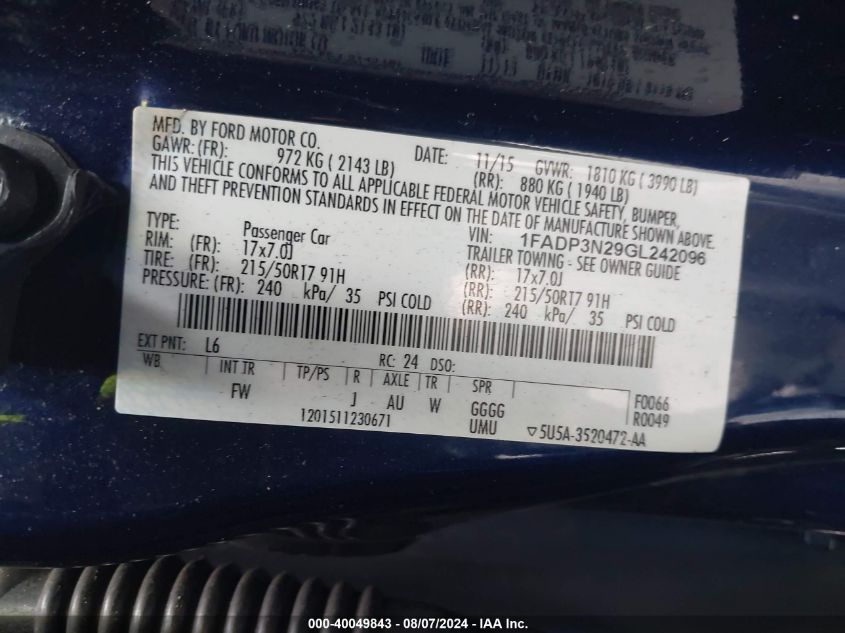 MFD. BY FORD MOTOR CO. DATE: 11/15 GVWR: 1810 KG ( 3990 LB)
GAWR: (FR): 972 KG ( 2143 LB) (RR): 880 KG ( 1940 LB)
THIS VEHICLE CONFORMS TO ALL APPLICABLE FEDERAL MOTOR VEHICLE SAFETY, BUMPER,
AND THEFT PREVENTION STANDARDS IN EFFECT ON THE DATE OF MANUFACTURE SHOWN ABOVE.
VIN: 1FADP3N29GL242096
TYPE: Passenger Car TRAILER TOWING - SEE OWNER GUIDE
RIM: (FR): 17x7.0J (RR): 17x7.0J
TIRE: (FR): 215/50R17 91H (RR): 215/50R17 91H
PRESSURE: (FR): 240 kPa/ 35 PSI COLD (RR): 240 kPa/ 35 PSI COLD
EXT PNT: L6 RC: 24 DSO:
WB INT TR TP/PS R AXLE TR SPR F0066
FW J AU W GGGG R0049
1201511230671 UMU ▽5U5A-3520472-AA
000-40049843 - 08/07/2024 - IAAI.COM